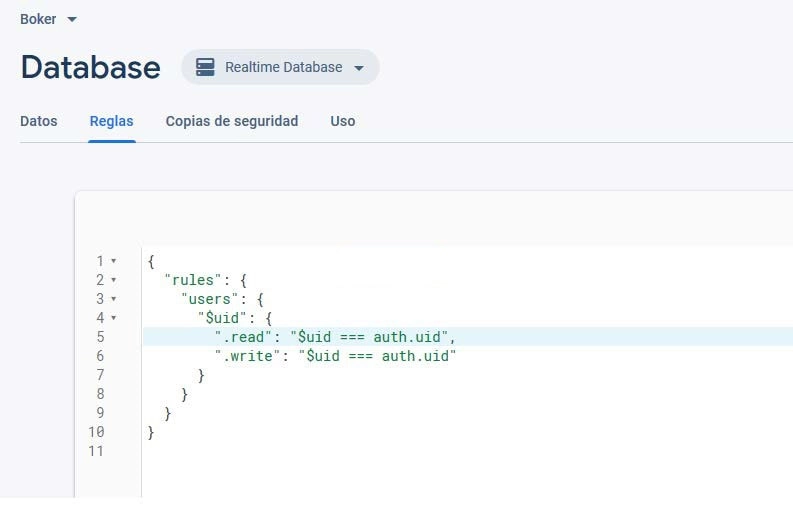 Boker
Database Realtime Database
Datos Reglas Copias de seguridad Uso
1 {
2 "rules": {
3 "users": {
4 "$uid": {
5 ".read": "$uid === auth.uid",
6 ".write": "$uid === auth.uid"
7 }
8 }
9 }
10 }
11